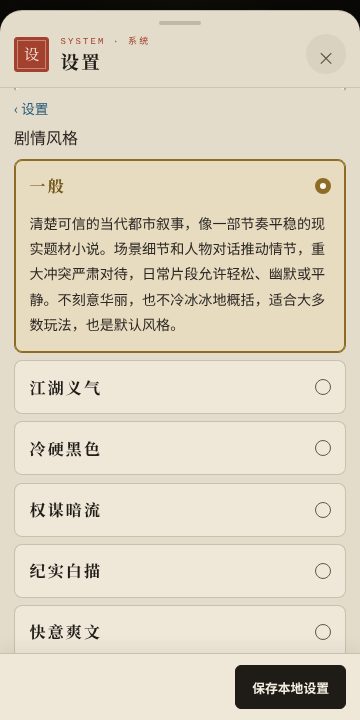 设
SYSTEM · 系统
设置
‹ 设置
剧情风格
一般
清楚可信的当代都市叙事，像一部节奏平稳的现
实题材小说。场景细节和人物对话推动情节，重
大冲突严肃对待，日常片段允许轻松、幽默或平
静。不刻意华丽，也不冷冰冰地概括，适合大多
数玩法，也是默认风格。
江湖义气
冷硬黑色
权谋暗流
纪实白描
快意爽文
保存本地设置